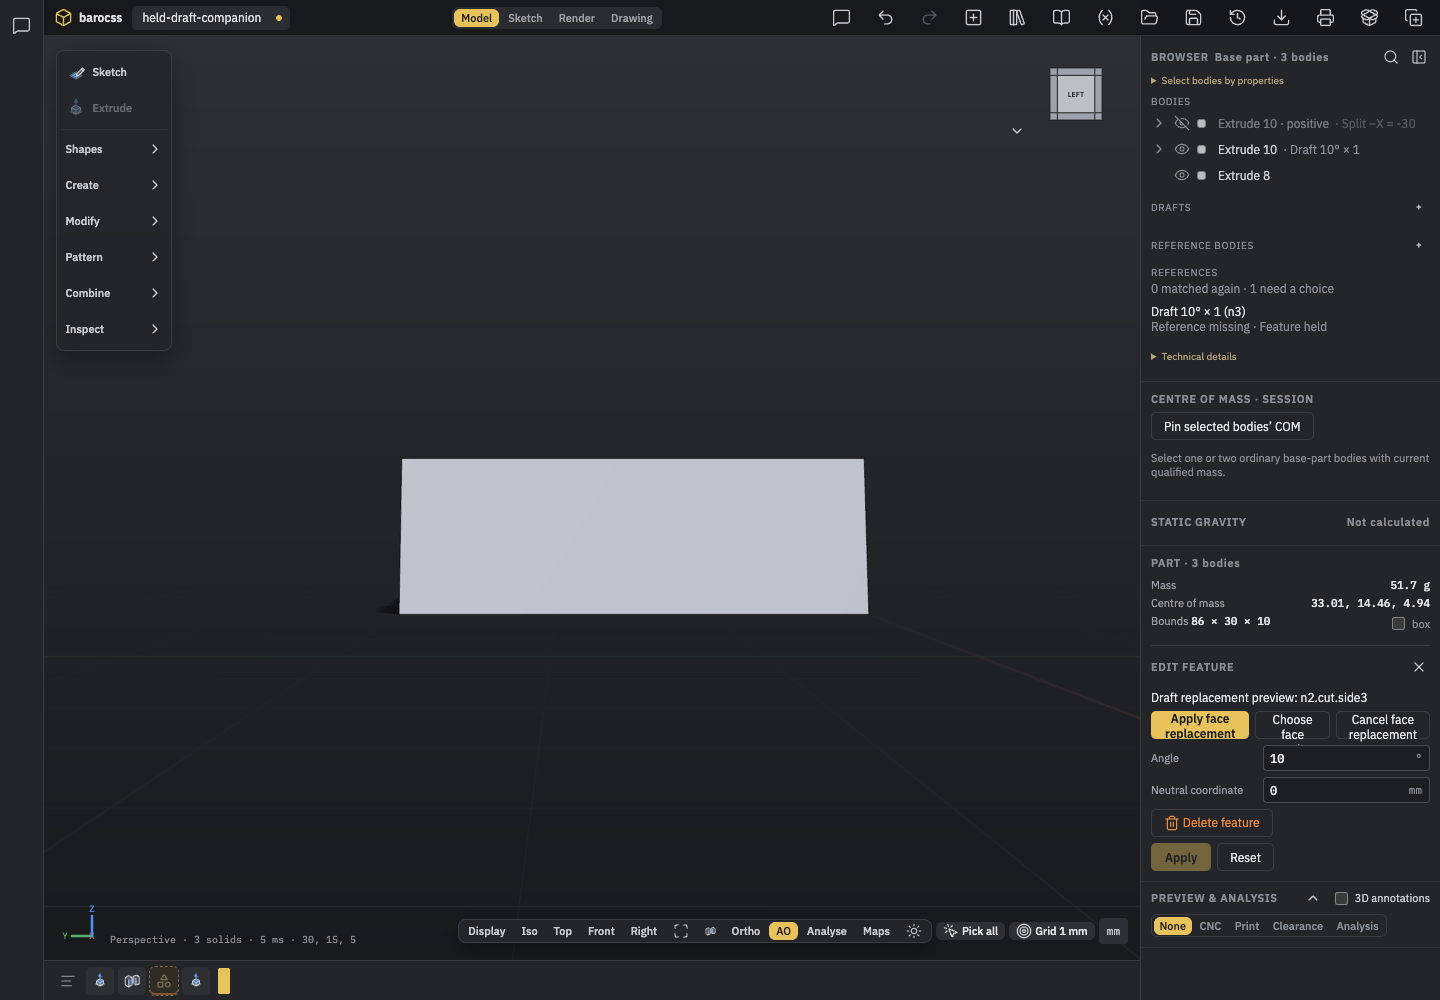 barocss
held-draft-companion
Model
Sketch
Render
Drawing
Sketch
Extrude
Shapes
Create
Modify
Pattern
Combine
Inspect
LEFT
BROWSER Base part · 3 bodies
Select bodies by properties
BODIES
Extrude 10 · positive · Split –X = -30
Extrude 10 · Draft 10° × 1
Extrude 8
DRAFTS +
REFERENCE BODIES +
REFERENCES
0 matched again · 1 need a choice
Draft 10° × 1 (n3)
Reference missing · Feature held
Technical details
CENTRE OF MASS · SESSION
Pin selected bodies’ COM
Select one or two ordinary base-part bodies with current
qualified mass.
STATIC GRAVITY Not calculated
PART · 3 bodies
Mass 51.7 g
Centre of mass 33.01, 14.46, 4.94
Bounds 86 × 30 × 10 box
EDIT FEATURE
Draft replacement preview: n2.cut.side3
Apply face
replacement
Choose
face
Cancel face
replacement
Angle 10 °
Neutral coordinate 0 mm
Delete feature
Apply Reset
PREVIEW & ANALYSIS 3D annotations
None CNC Print Clearance Analysis
Z
Y X
Perspective · 3 solids · 5 ms · 30, 15, 5
Display Iso Top Front Right Ortho AO Analyse Maps Pick all Grid 1 mm mm